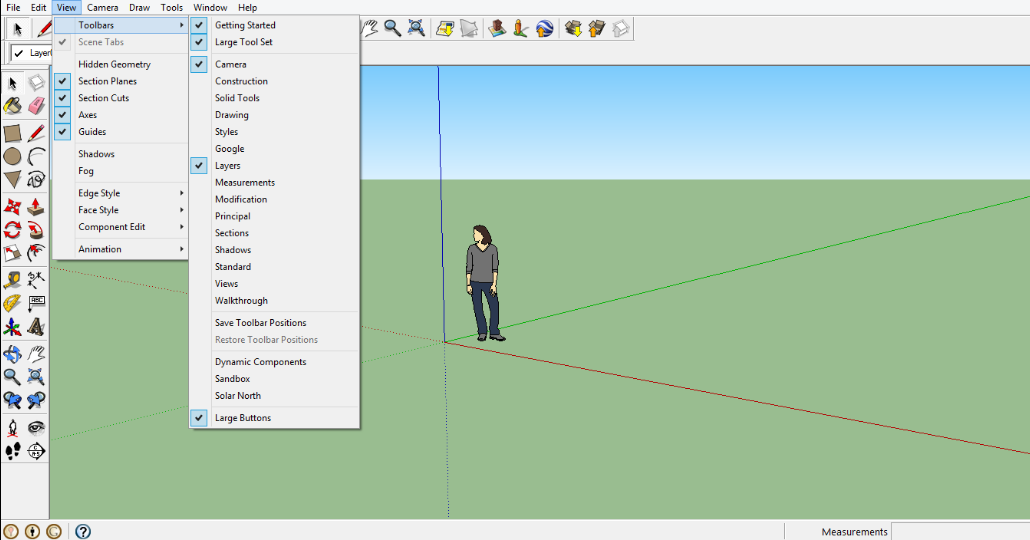 File Edit View Camera Draw Tools Window Help
Toolbars
Scene Tabs
Hidden Geometry
Section Planes
Section Cuts
Axes
Guides
Shadows
Fog
Edge Style
Face Style
Component Edit
Animation
Getting Started
Large Tool Set
Camera
Construction
Solid Tools
Drawing
Styles
Google
Layers
Measurements
Modification
Principal
Sections
Shadows
Standard
Views
Walkthrough
Save Toolbar Positions
Restore Toolbar Positions
Dynamic Components
Sandbox
Solar North
Large Buttons
Layer
ABC
Measurements